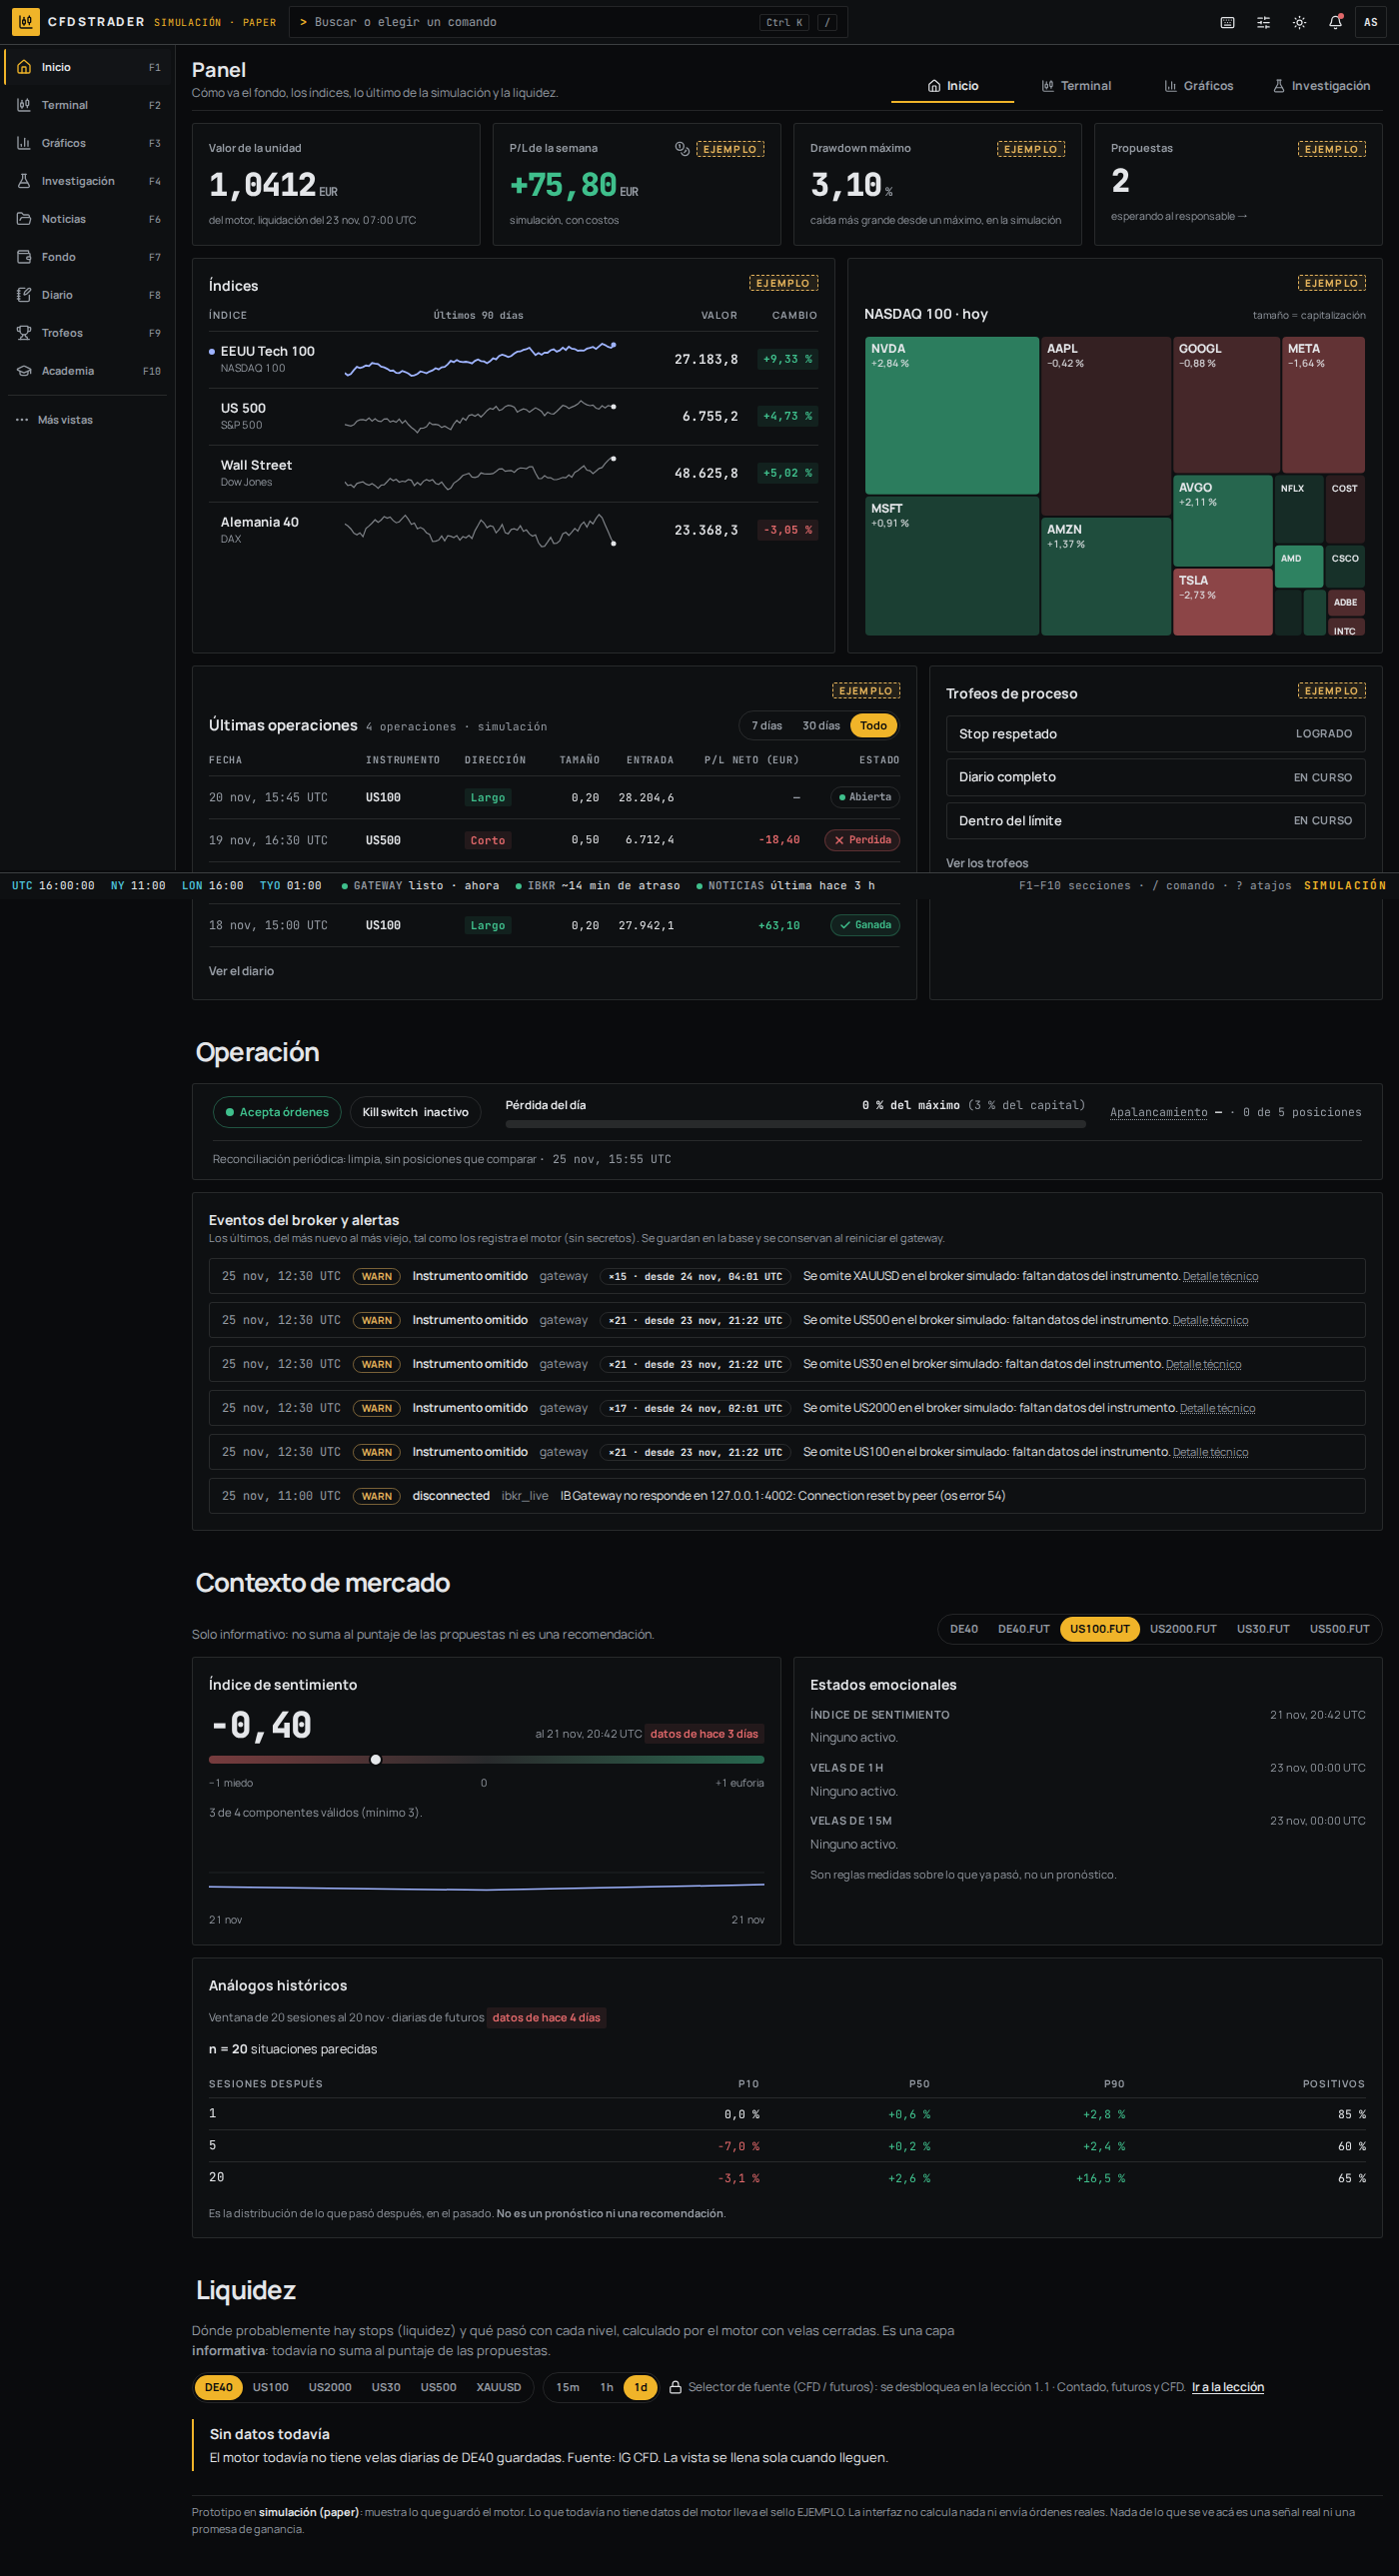 CFDSTRADER SIMULACIÓN · PAPER > Buscar o elegir un comando Ctrl K / AS
Inicio F1
Terminal F2
Gráficos F3
Investigación F4
Noticias F6
Fondo F7
Diario F8
Trofeos F9
Academia F10
Más vistas
Panel
Cómo va el fondo, los índices, lo último de la simulación y la liquidez.
Inicio Terminal Gráficos Investigación
Valor de la unidad
1,0412 EUR
del motor, liquidación del 23 nov, 07:00 UTC
P/L de la semana EJEMPLO
+75,80 EUR
simulación, con costos
Drawdown máximo EJEMPLO
3,10 %
caída más grande desde un máximo, en la simulación
Propuestas EJEMPLO
2
esperando al responsable →
Índices EJEMPLO
ÍNDICE Últimos 90 días VALOR CAMBIO
EEUU Tech 100 27.183,8 +9,33 %
NASDAQ 100
US 500 6.755,2 +4,73 %
S&P 500
Wall Street 48.625,8 +5,02 %
Dow Jones
Alemania 40 23.368,3 -3,05 %
DAX
EJEMPLO
NASDAQ 100 · hoy tamaño = capitalización
NVDA
+2,84 %
AAPL
−0,42 %
GOOGL
−0,88 %
META
−1,64 %
MSFT
+0,91 %
AMZN
+1,37 %
AVGO
+2,11 %
TSLA
−2,73 %
NFLX
COST
AMD
CSCO
ADBE
INTC
EJEMPLO
Últimas operaciones 4 operaciones · simulación 7 días 30 días Todo
FECHA INSTRUMENTO DIRECCIÓN TAMAÑO ENTRADA P/L NETO (EUR) ESTADO
20 nov, 15:45 UTC US100 Largo 0,20 28.204,6 — Abierta
19 nov, 16:30 UTC US500 Corto 0,50 6.712,4 -18,40 Perdida
Trofeos de proceso EJEMPLO
Stop respetado LOGRADO
Diario completo EN CURSO
Dentro del límite EN CURSO
Ver los trofeos
UTC 16:00:00 NY 11:00 LON 16:00 TYO 01:00 GATEWAY listo · ahora IBKR ~14 min de atraso NOTICIAS última hace 3 h F1–F10 secciones · / comando · ? atajos SIMULACIÓN
18 nov, 15:00 UTC US100 Largo 0,20 27.942,1 +63,10 Ganada
Ver el diario
Operación
Acepta órdenes Kill switch inactivo Pérdida del día 0 % del máximo (3 % del capital) Apalancamiento — · 0 de 5 posiciones
Reconciliación periódica: limpia, sin posiciones que comparar · 25 nov, 15:55 UTC
Eventos del broker y alertas
Los últimos, del más nuevo al más viejo, tal como los registra el motor (sin secretos). Se guardan en la base y se conservan al reiniciar el gateway.
25 nov, 12:30 UTC WARN Instrumento omitido gateway ×15 · desde 24 nov, 04:01 UTC Se omite XAUUSD en el broker simulado: faltan datos del instrumento. Detalle técnico
25 nov, 12:30 UTC WARN Instrumento omitido gateway ×21 · desde 23 nov, 21:22 UTC Se omite US500 en el broker simulado: faltan datos del instrumento. Detalle técnico
25 nov, 12:30 UTC WARN Instrumento omitido gateway ×21 · desde 23 nov, 21:22 UTC Se omite US30 en el broker simulado: faltan datos del instrumento. Detalle técnico
25 nov, 12:30 UTC WARN Instrumento omitido gateway ×17 · desde 24 nov, 02:01 UTC Se omite US2000 en el broker simulado: faltan datos del instrumento. Detalle técnico
25 nov, 12:30 UTC WARN Instrumento omitido gateway ×21 · desde 23 nov, 21:22 UTC Se omite US100 en el broker simulado: faltan datos del instrumento. Detalle técnico
25 nov, 11:00 UTC WARN disconnected ibkr_live IB Gateway no responde en 127.0.0.1:4002: Connection reset by peer (os error 54)
Contexto de mercado
Solo informativo: no suma al puntaje de las propuestas ni es una recomendación. DE40 DE40.FUT US100.FUT US2000.FUT US30.FUT US500.FUT
Índice de sentimiento
-0,40 al 21 nov, 20:42 UTC datos de hace 3 días
−1 miedo 0 +1 euforia
3 de 4 componentes válidos (mínimo 3).
21 nov 21 nov
Estados emocionales
ÍNDICE DE SENTIMIENTO 21 nov, 20:42 UTC
Ninguno activo.
VELAS DE 1H 23 nov, 00:00 UTC
Ninguno activo.
VELAS DE 15M 23 nov, 00:00 UTC
Ninguno activo.
Son reglas medidas sobre lo que ya pasó, no un pronóstico.
Análogos históricos
Ventana de 20 sesiones al 20 nov · diarias de futuros datos de hace 4 días
n = 20 situaciones parecidas
SESIONES DESPUÉS P10 P50 P90 POSITIVOS
1 0,0 % +0,6 % +2,8 % 85 %
5 -7,0 % +0,2 % +2,4 % 60 %
20 -3,1 % +2,6 % +16,5 % 65 %
Es la distribución de lo que pasó después, en el pasado. No es un pronóstico ni una recomendación.
Liquidez
Dónde probablemente hay stops (liquidez) y qué pasó con cada nivel, calculado por el motor con velas cerradas. Es una capa
informativa: todavía no suma al puntaje de las propuestas.
DE40 US100 US2000 US30 US500 XAUUSD 15m 1h 1d Selector de fuente (CFD / futuros): se desbloquea en la lección 1.1 · Contado, futuros y CFD. Ir a la lección
Sin datos todavía
El motor todavía no tiene velas diarias de DE40 guardadas. Fuente: IG CFD. La vista se llena sola cuando lleguen.
Prototipo en simulación (paper): muestra lo que guardó el motor. Lo que todavía no tiene datos del motor lleva el sello EJEMPLO. La interfaz no calcula nada ni envía órdenes reales. Nada de lo que se ve acá es una señal real ni una
promesa de ganancia.